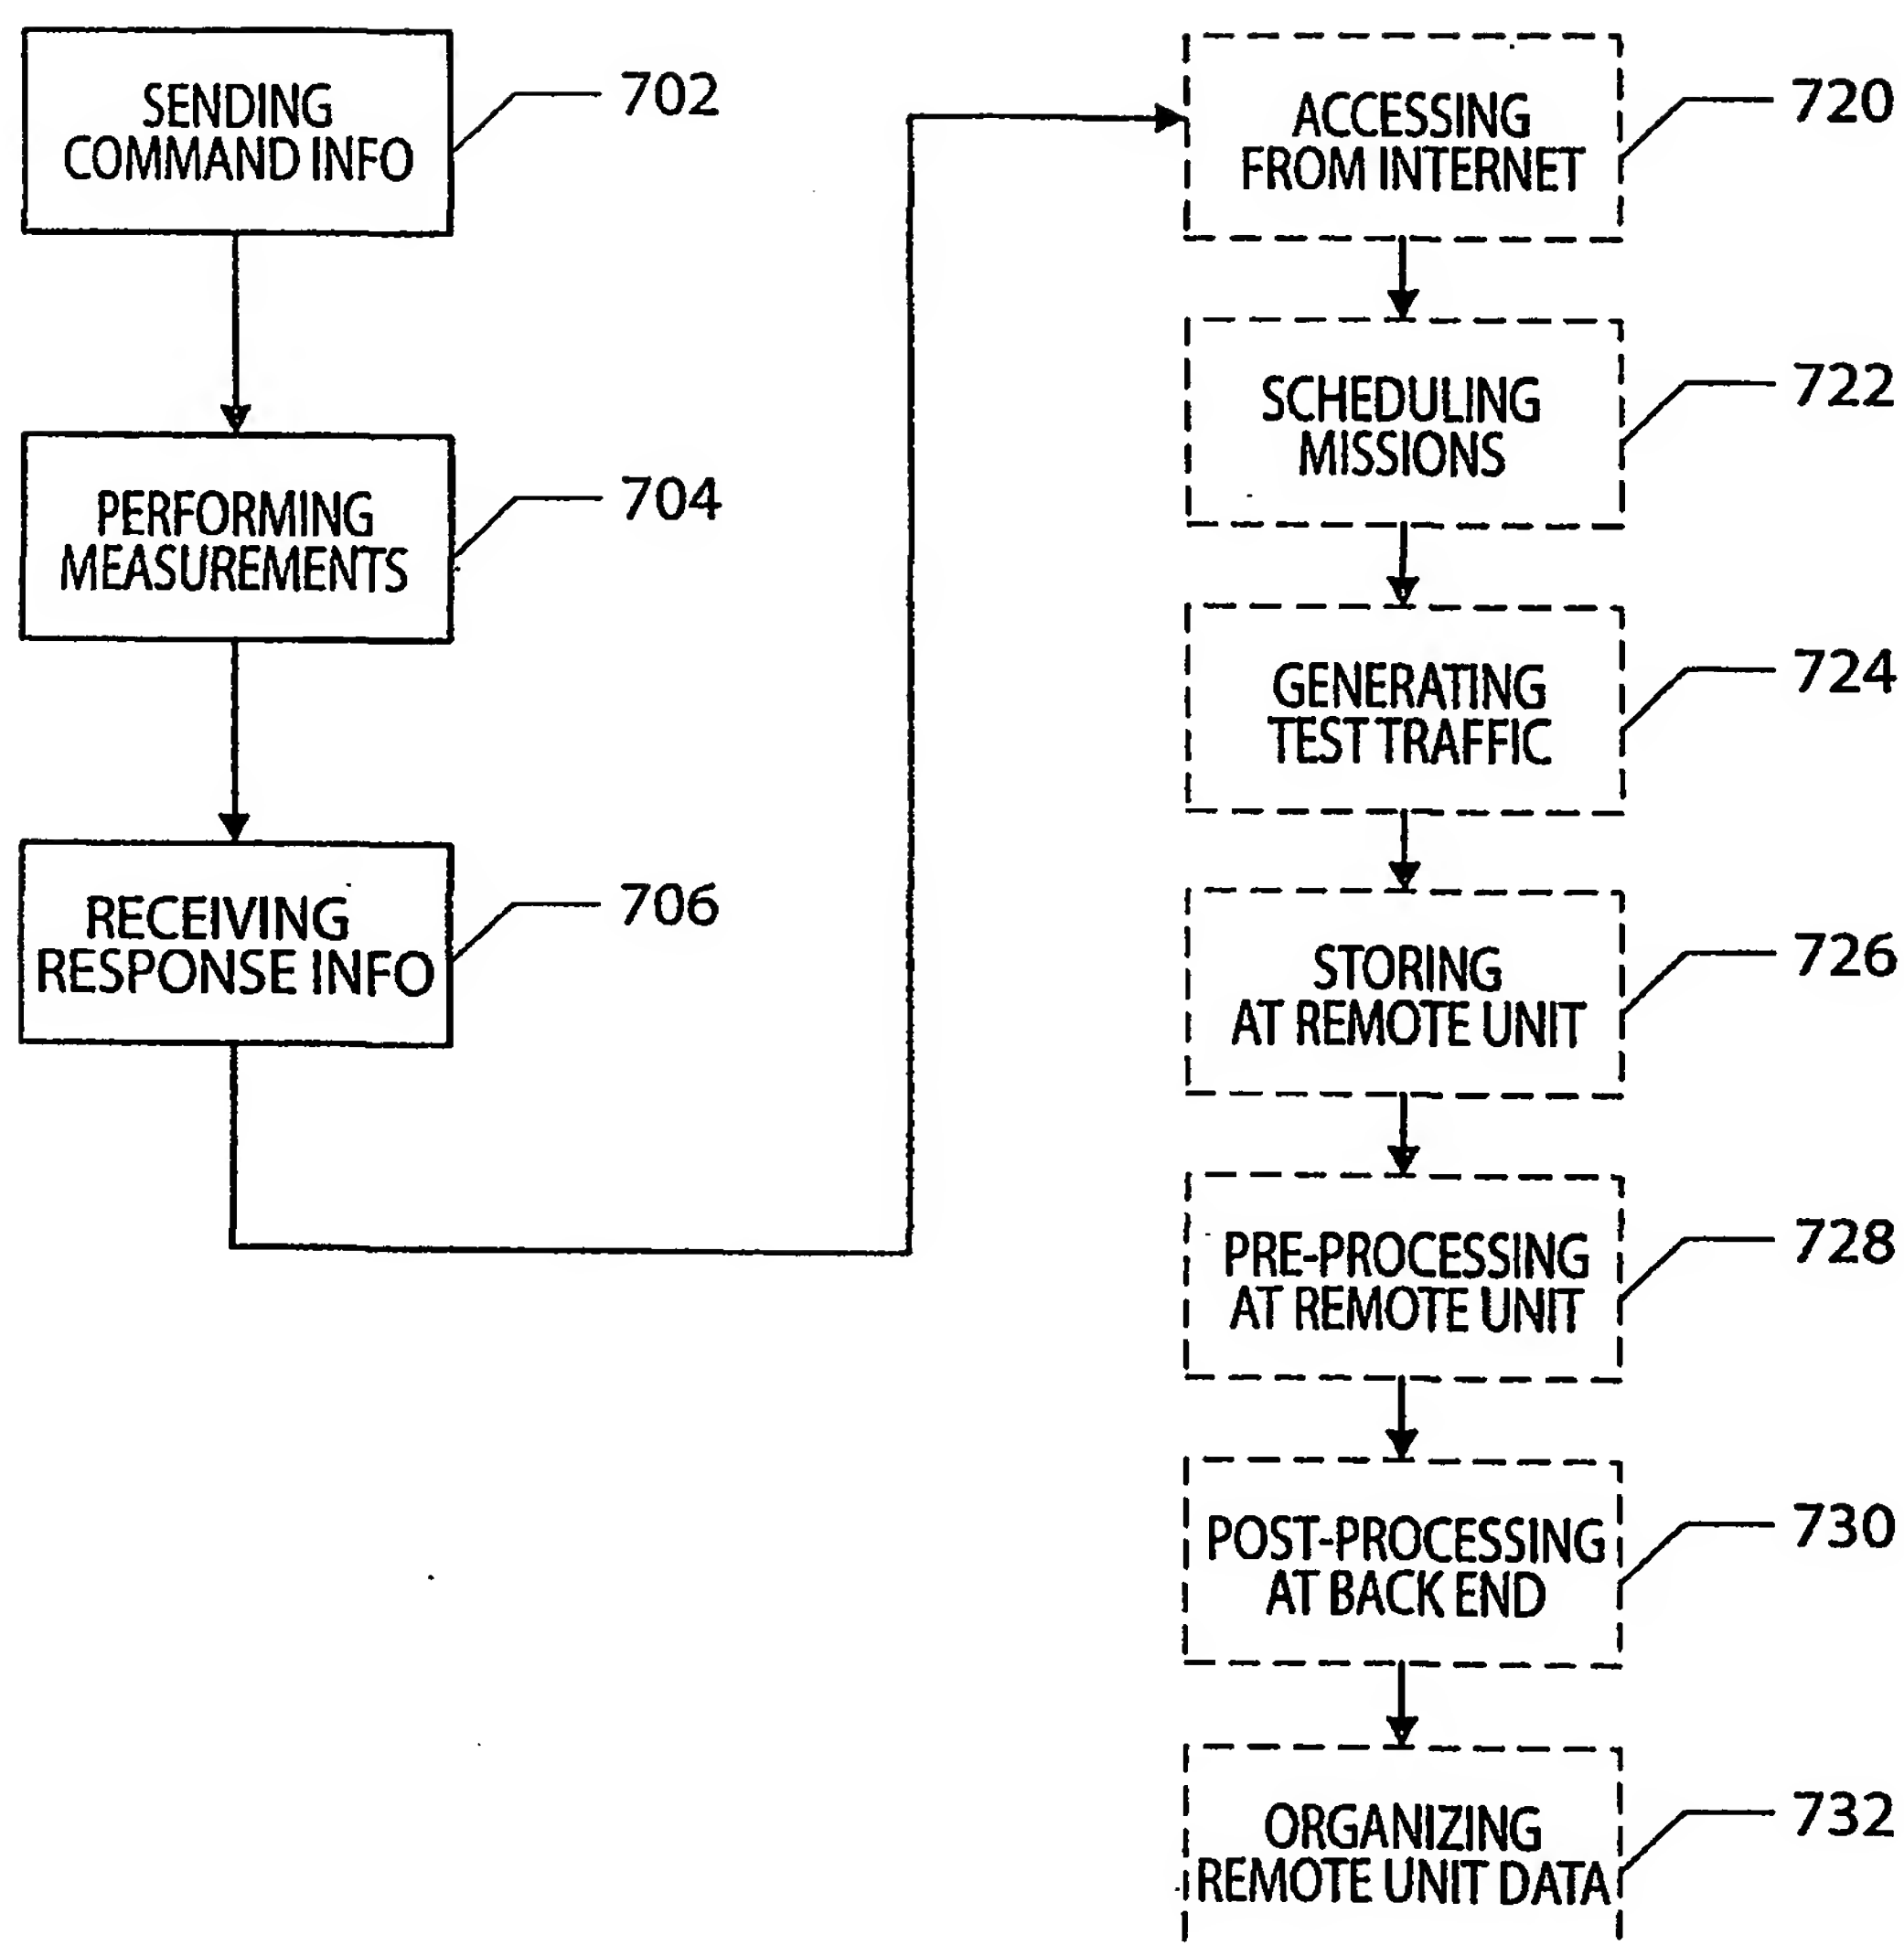 SENDING
COMMAND INFO
702
PERFORMING
MEASUREMENTS
704
RECEIVING
RESPONSE INFO
706
ACCESSING
FROM INTERNET
720
SCHEDULING
MISSIONS
722
GENERATING
TEST TRAFFIC
724
STORING
AT REMOTE UNIT
726
PRE-PROCESSING
AT REMOTE UNIT
728
POST-PROCESSING
AT BACK END
730
ORGANIZING
REMOTE UNIT DATA
732